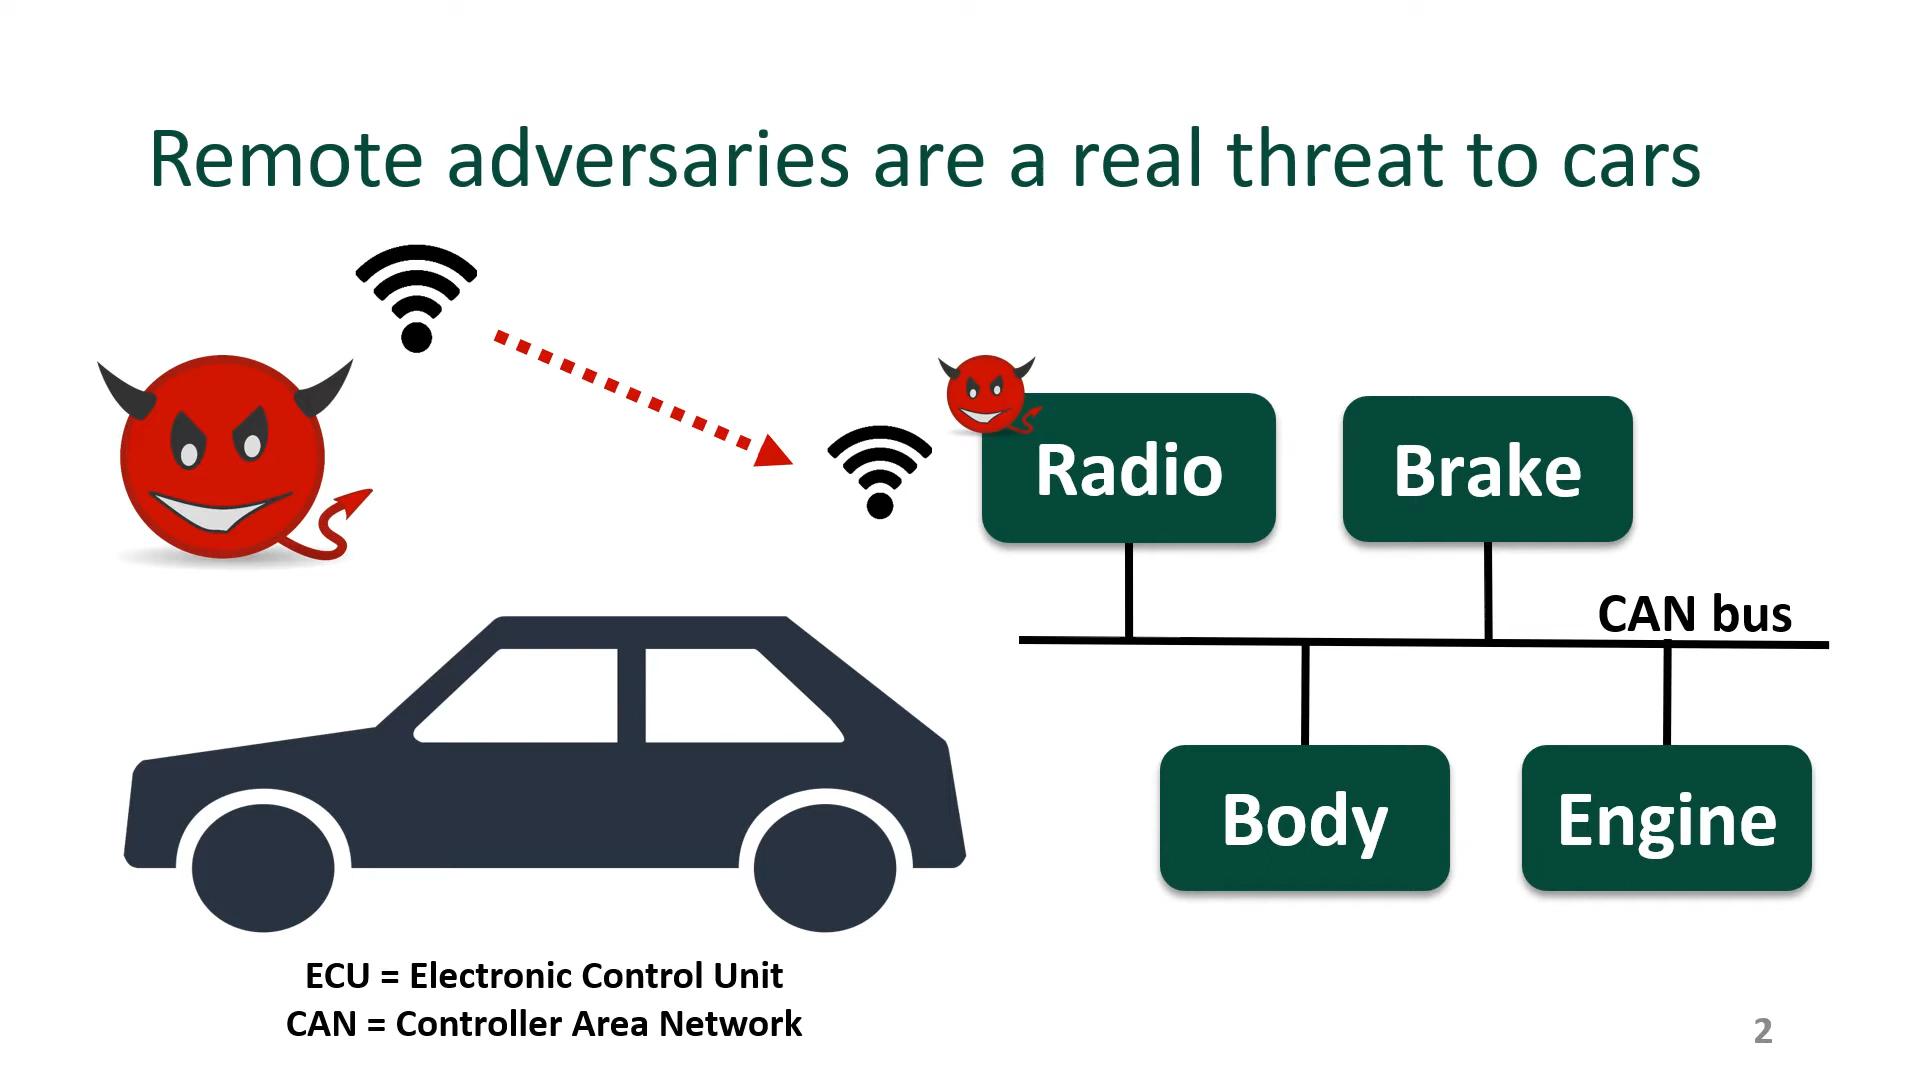 Remote adversaries are a real threat to cars
Radio
Brake
CAN bus
Body
Engine
ECU = Electronic Control Unit
CAN = Controller Area Network
2